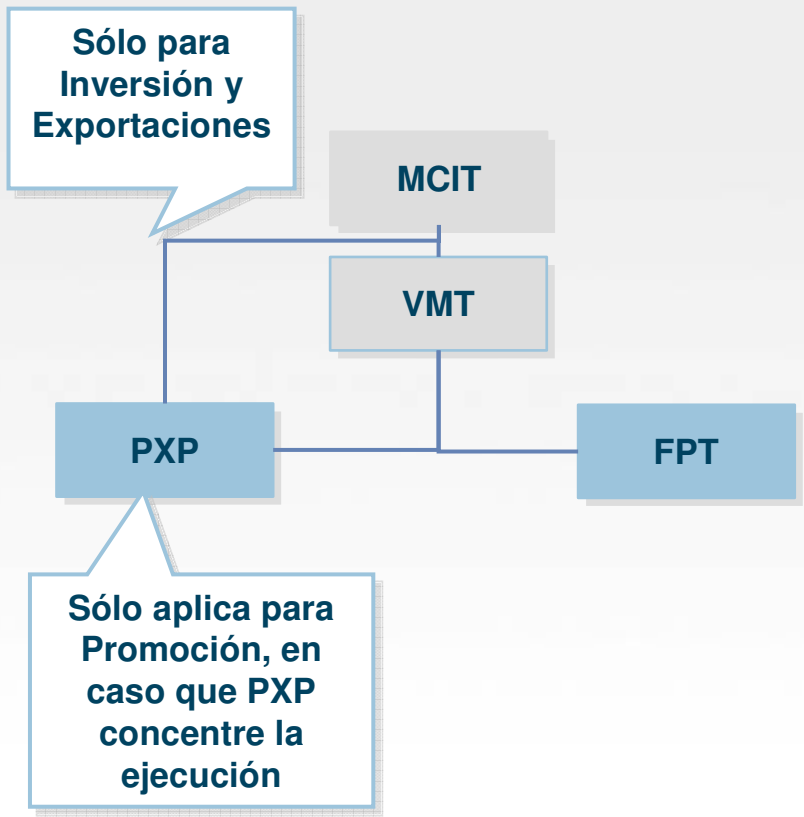 Sólo para
Inversión y
Exportaciones
MCIT
VMT
PXP
FPT
Sólo aplica para
Promoción, en
caso que PXP
concentre la
ejecución